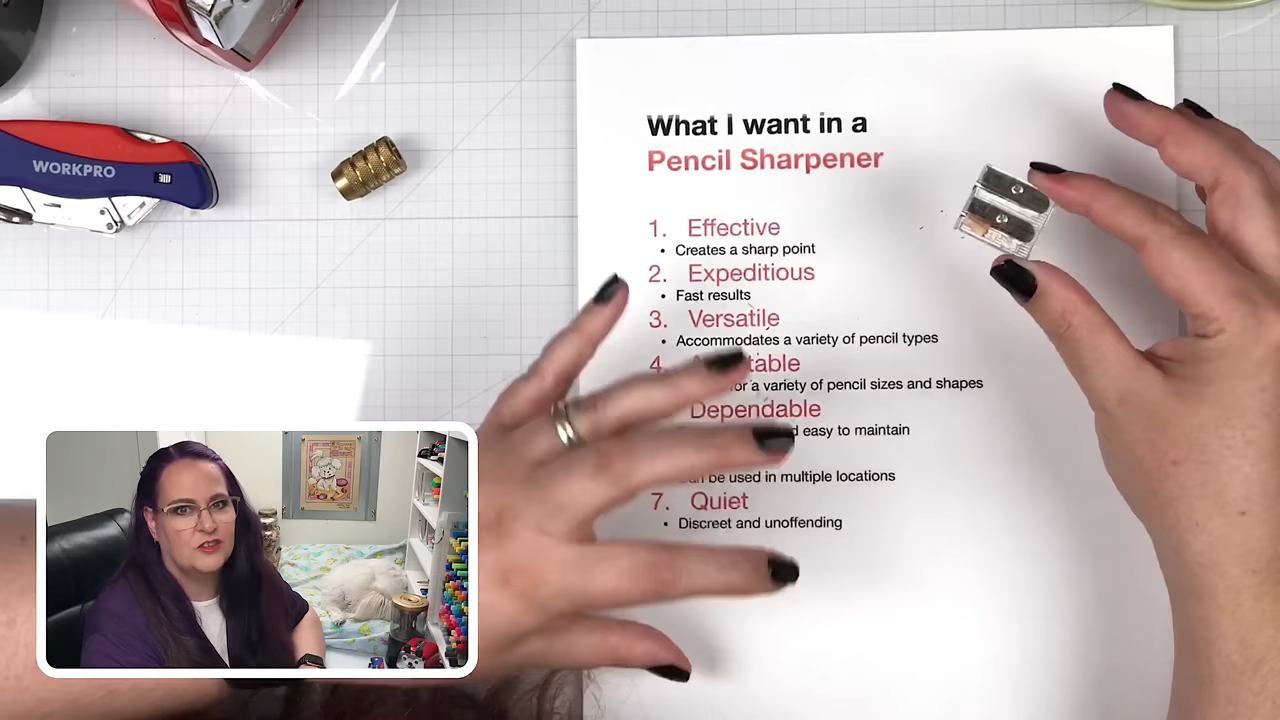 What I want in a
Pencil Sharpener
1. Effective
• Creates a sharp point
2. Expeditious
• Fast results
3. Versatile
• Accommodates a variety of pencil types
4. table
for a variety of pencil sizes and shapes
Dependable
easy to maintain
be used in multiple locations
7. Quiet
• Discreet and unoffending
WORKPRO